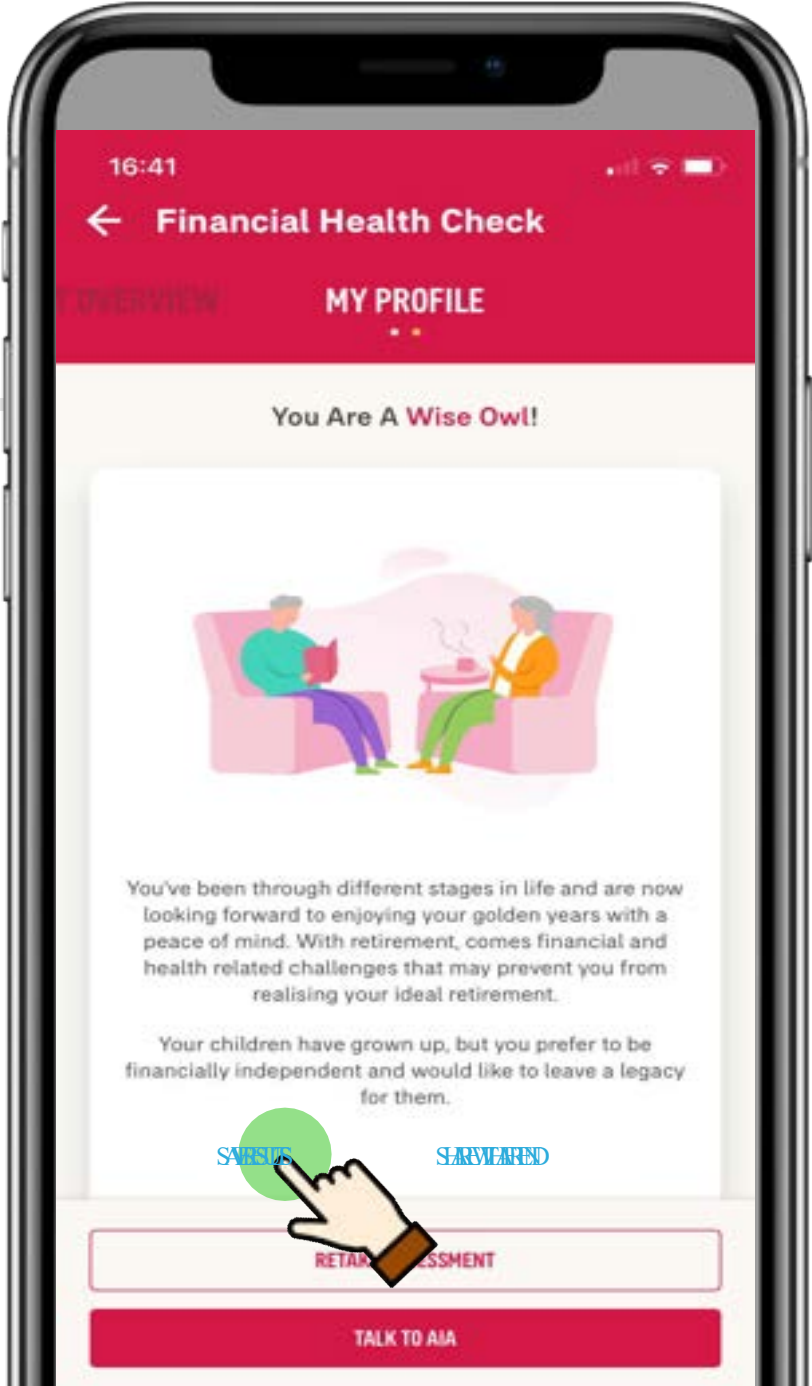 16:41
Financial Health Check
OVERVIEW
MY PROFILE
You Are A Wise Owl!
You've been through different stages in life and are now
looking forward to enjoying your golden years with a
peace of mind. With retirement, comes financial and
health related challenges that may prevent you from
realising your ideal retirement.
Your children have grown up, but you prefer to be
financially independent and would like to leave a legacy
for them.
TALK TO AIA